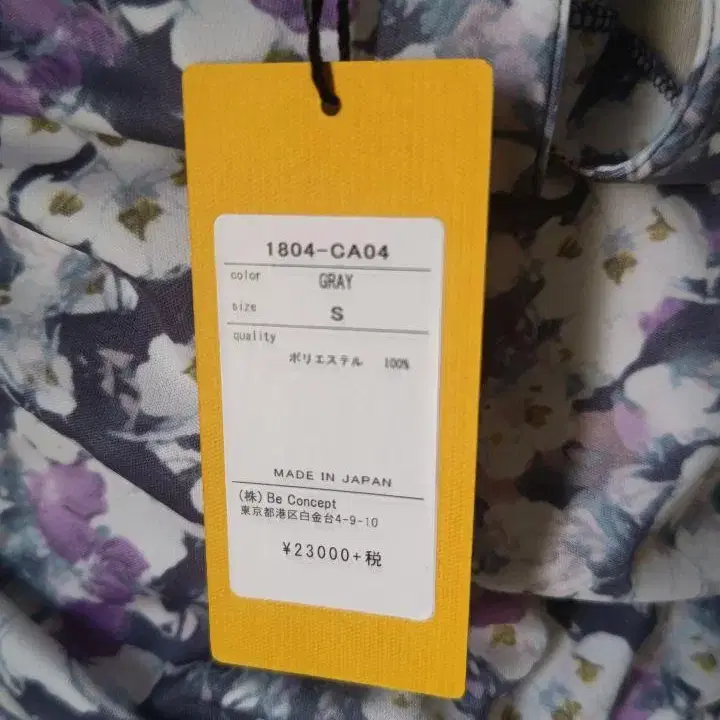 1804-CA04
color GRAY
size S
quality
ポリエステル 100%
MADE IN JAPAN
(株) Be Concept
東京都港区白金台4-9-10
¥23000+税